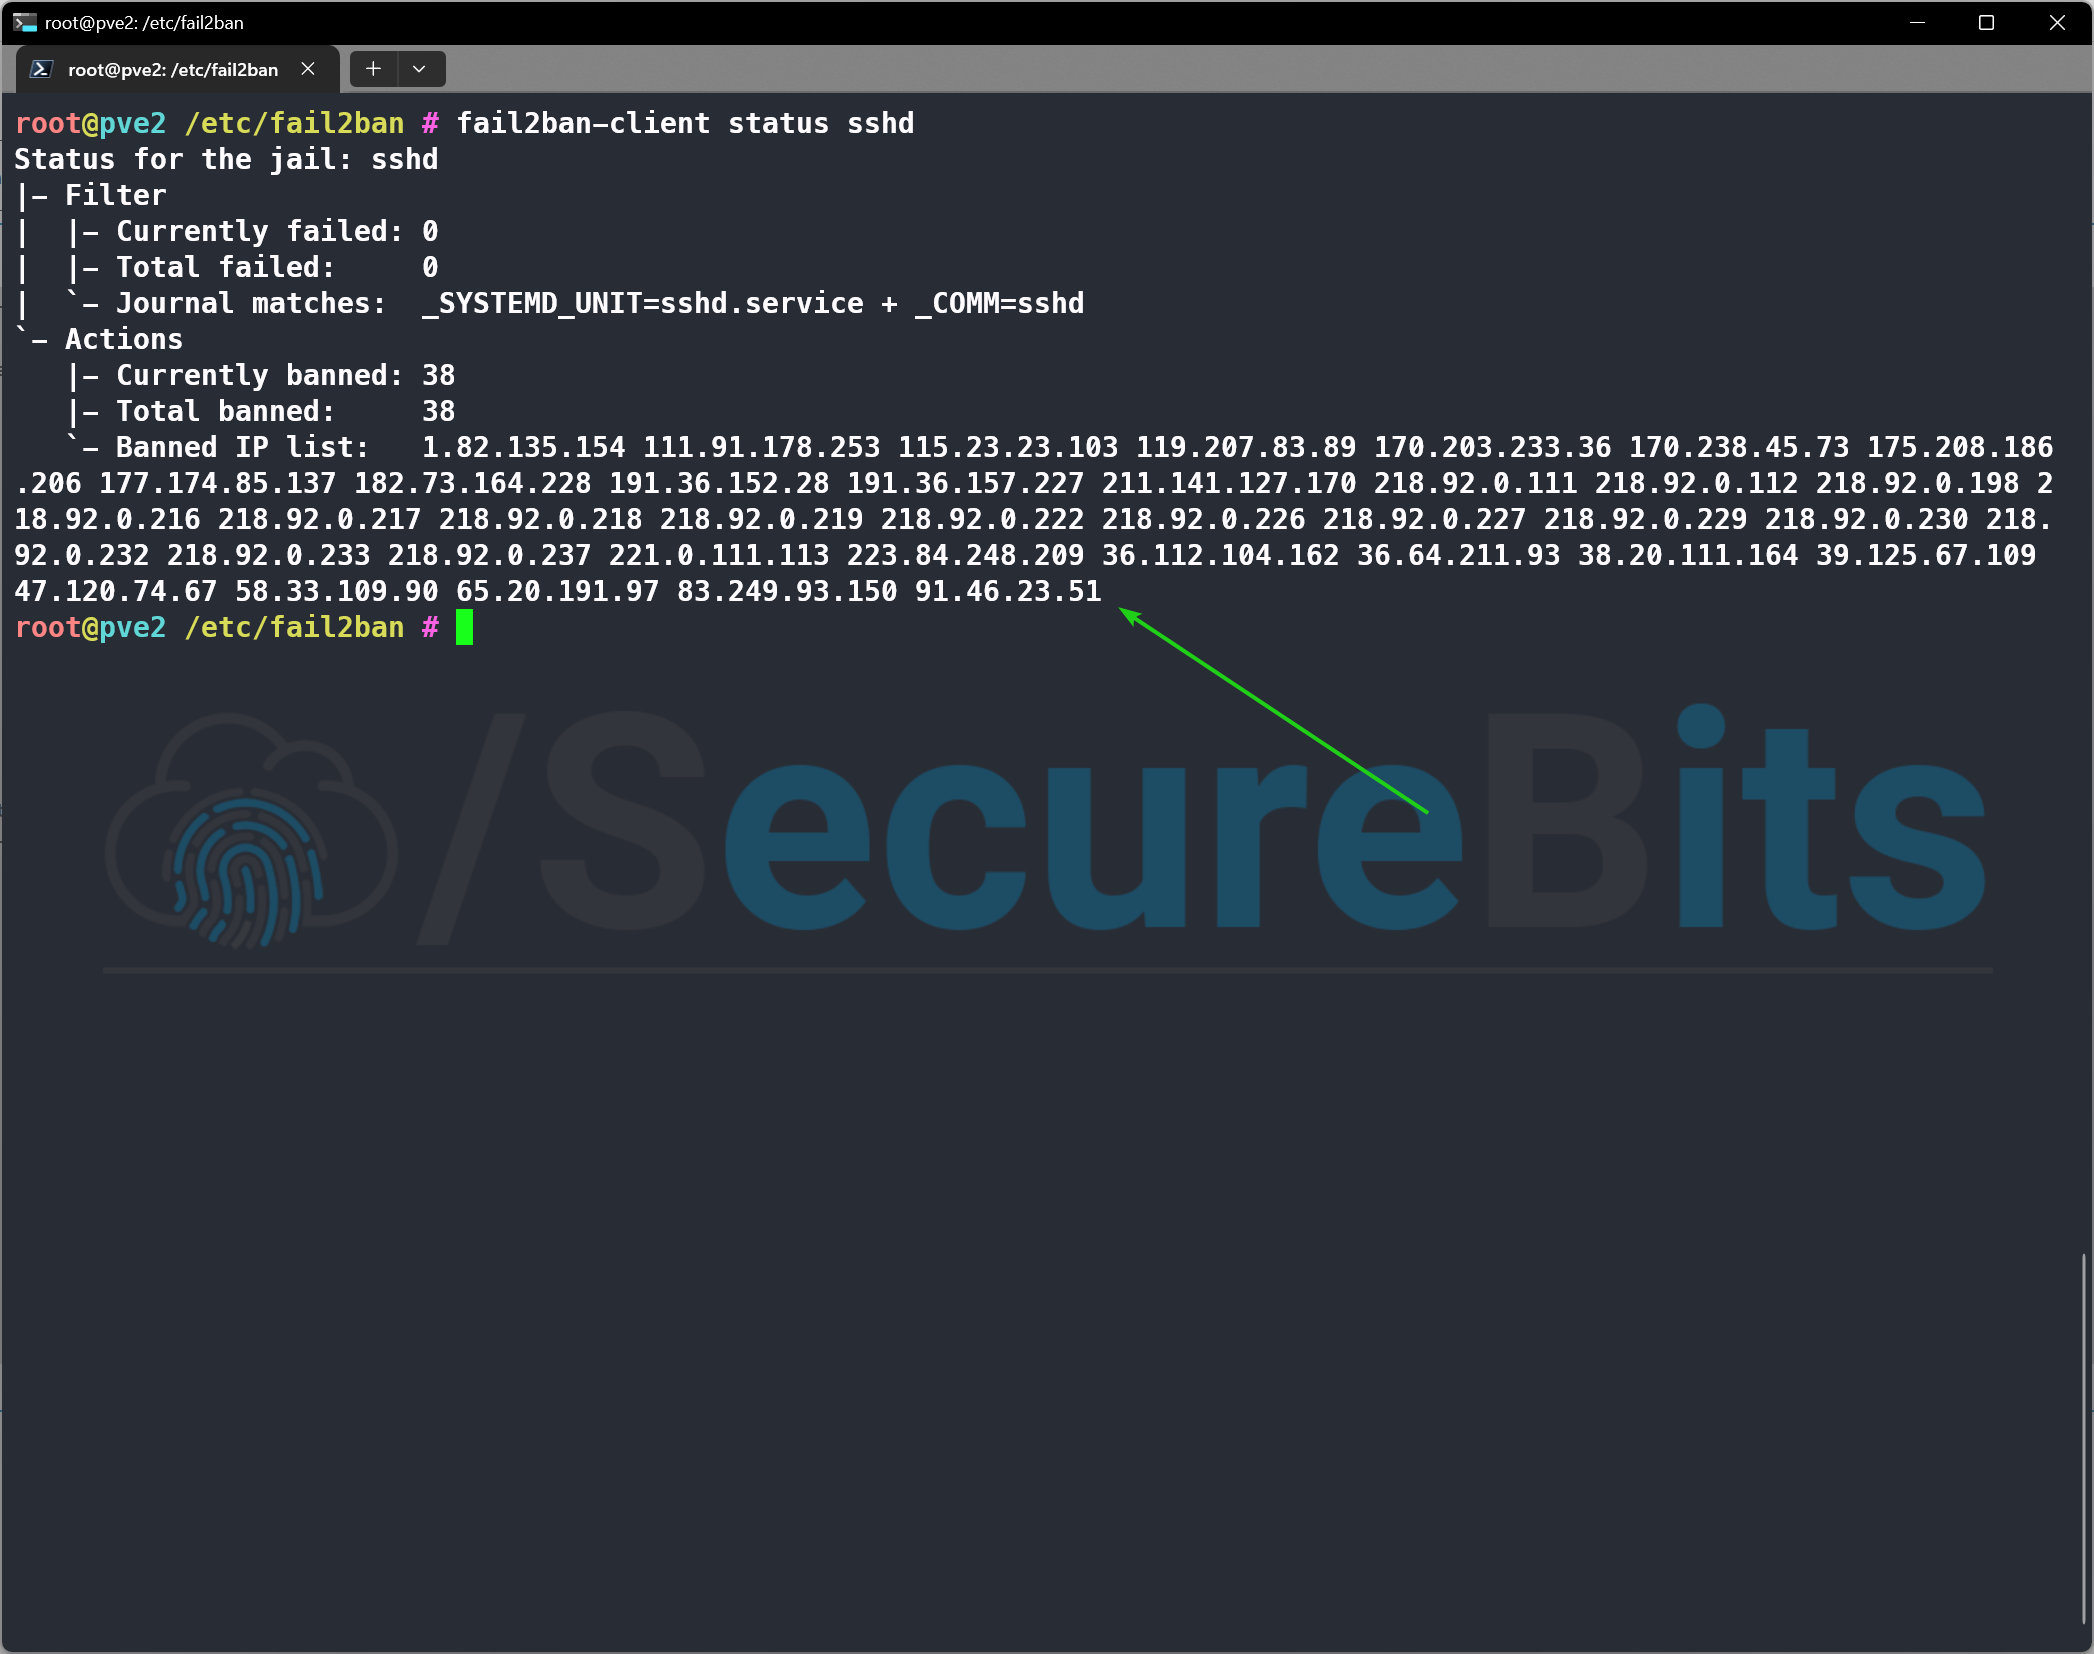 root@pve2: /etc/fail2ban
root@pve2: /etc/fail2ban
root@pve2 /etc/fail2ban # fail2ban-client status sshd
Status for the jail: sshd
|- Filter
|  |- Currently failed: 0
|  |- Total failed:     0
|  `- Journal matches:  _SYSTEMD_UNIT=sshd.service + _COMM=sshd
`- Actions
   |- Currently banned: 38
   |- Total banned:     38
   `- Banned IP list:   1.82.135.154 111.91.178.253 115.23.23.103 119.207.83.89 170.203.233.36 170.238.45.73 175.208.186
.206 177.174.85.137 182.73.164.228 191.36.152.28 191.36.157.227 211.141.127.170 218.92.0.111 218.92.0.112 218.92.0.198 2
18.92.0.216 218.92.0.217 218.92.0.218 218.92.0.219 218.92.0.222 218.92.0.226 218.92.0.227 218.92.0.229 218.92.0.230 218.
92.0.232 218.92.0.233 218.92.0.237 221.0.111.113 223.84.248.209 36.112.104.162 36.64.211.93 38.20.111.164 39.125.67.109
47.120.74.67 58.33.109.90 65.20.191.97 83.249.93.150 91.46.23.51
root@pve2 /etc/fail2ban #
/SecureBits